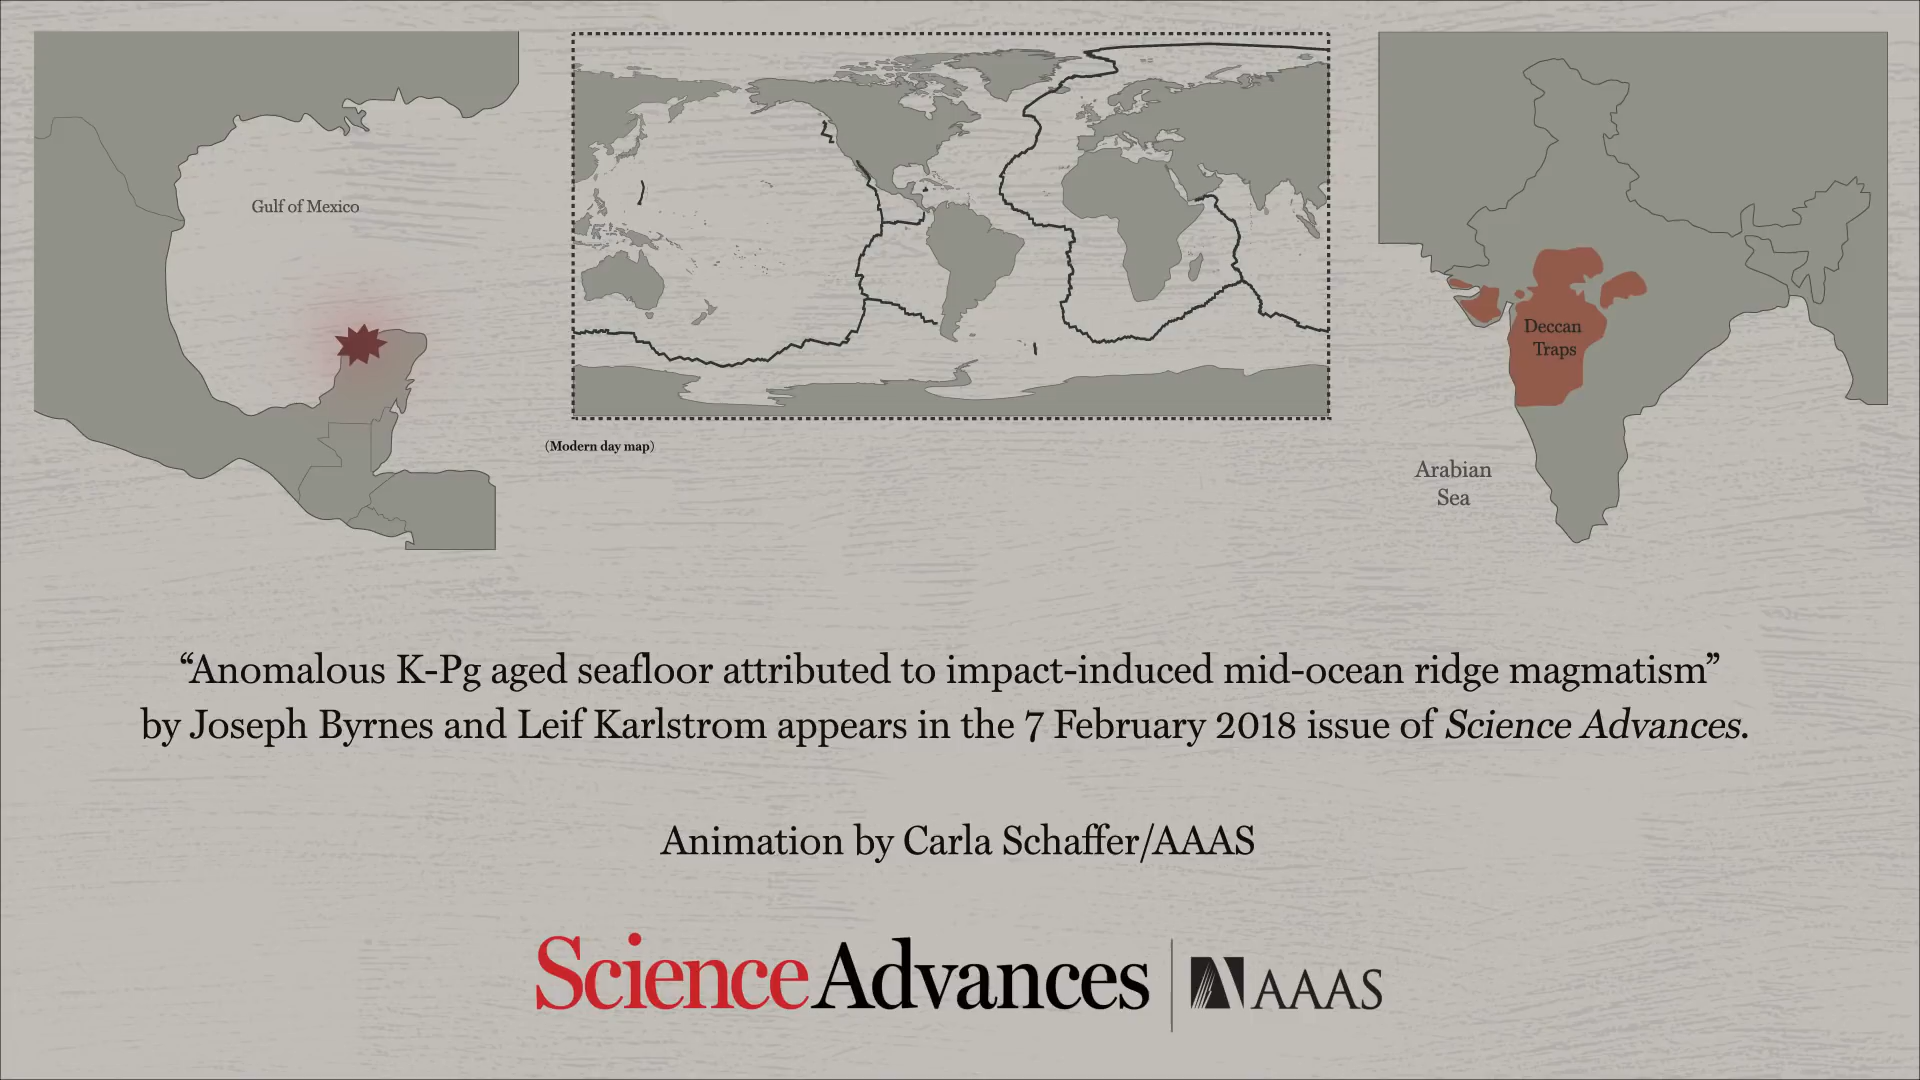 Gulf of Mexico
(Modern day map)
Deccan
Traps
Arabian
Sea
“Anomalous K-Pg aged seafloor attributed to impact-induced mid-ocean ridge magmatism”
by Joseph Byrnes and Leif Karlstrom appears in the 7 February 2018 issue of Science Advances.
Animation by Carla Schaffer/AAAS
ScienceAdvances | AAAS